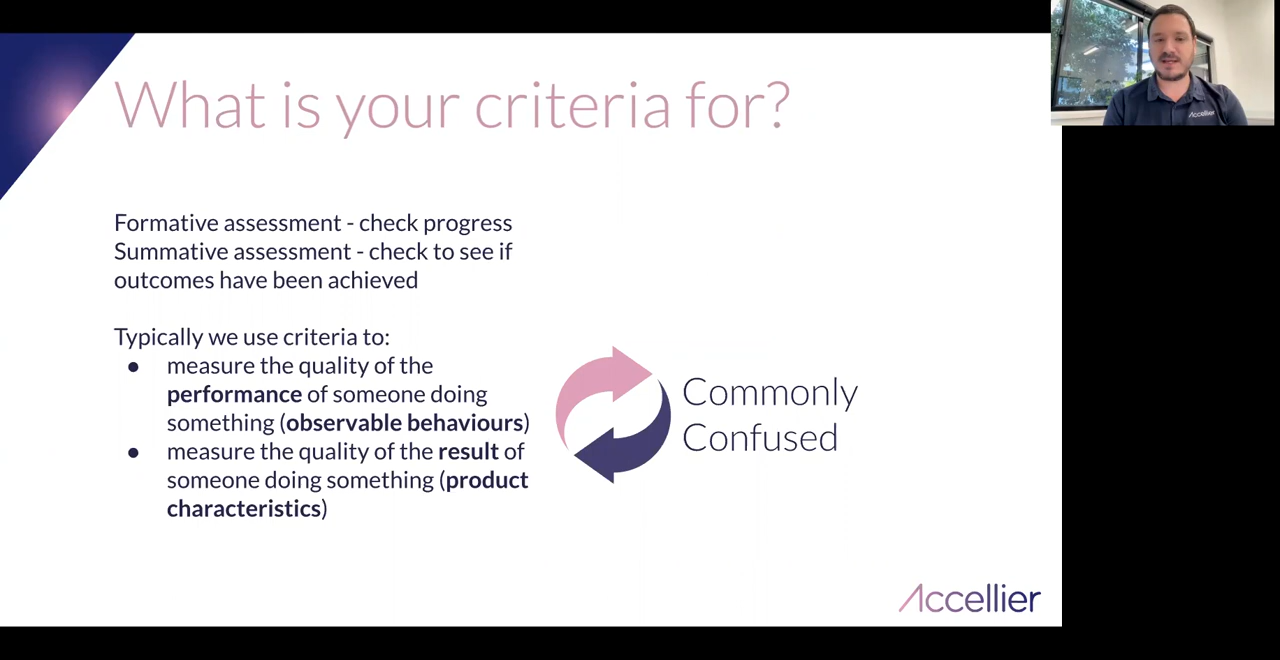 What is your criteria for?
Formative assessment - check progress
Summative assessment - check to see if
outcomes have been achieved
Typically we use criteria to:
● measure the quality of the
performance of someone doing
something (observable behaviours)
● measure the quality of the result of
someone doing something (product
characteristics)
Commonly
Confused
Accellier
Accellier